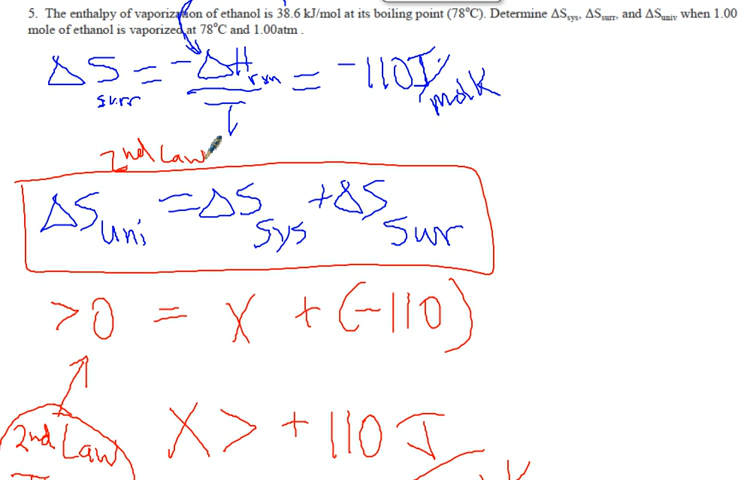 5. The enthalpy of vaporization of ethanol is 38.6 kJ/mol at its boiling point (78°C). Determine ΔSsys, ΔSsurr, and ΔSuniv when 1.00
mole of ethanol is vaporized at 78°C and 1.00atm .
ΔSsurr = -ΔHrxn / T = -110 J/molK
2nd Law
ΔSuni = ΔSsys + ΔSsurr
>0 = X + (-110)
2nd Law
X > +110 J
K